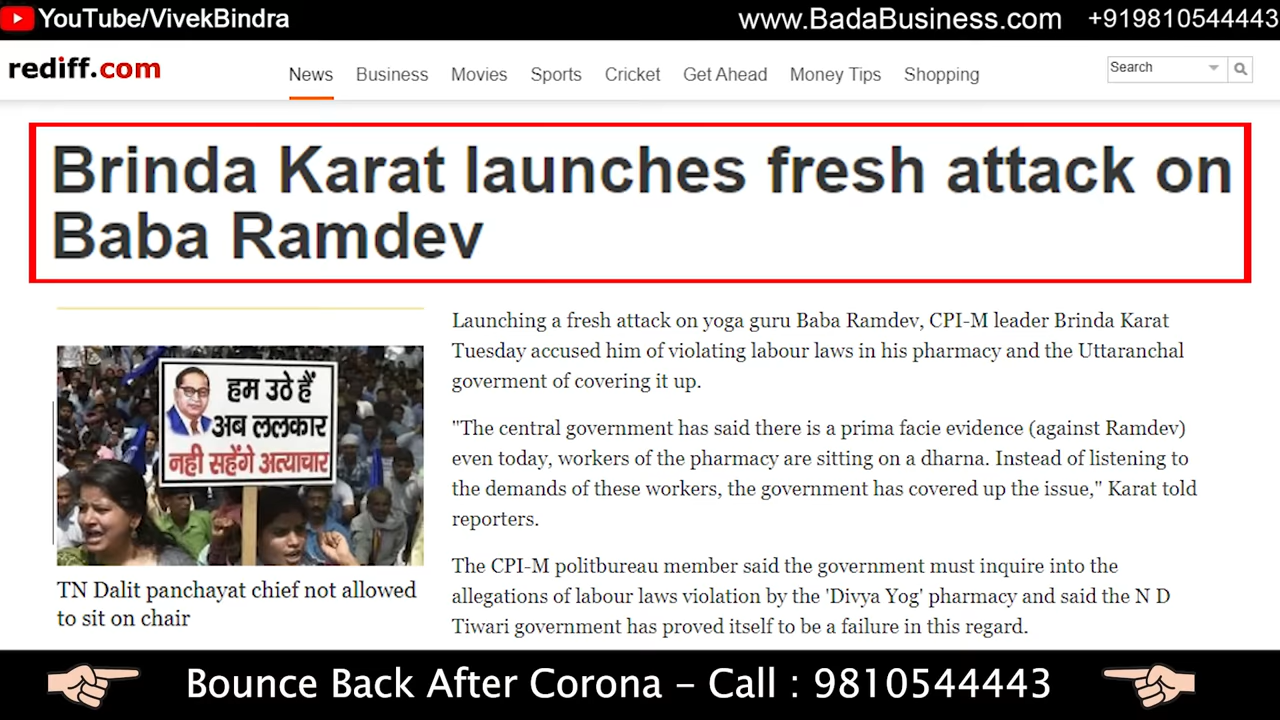 YouTube/VivekBindra
www.BadaBusiness.com
+919810544443
rediff.com
News
Business
Movies
Sports
Cricket
Get Ahead
Money Tips
Shopping
Search
Brinda Karat launches fresh attack on
Baba Ramdev
हम उठे हैं
अब ललकार
नही सहेंगे अत्याचार
TN Dalit panchayat chief not allowed
to sit on chair
Launching a fresh attack on yoga guru Baba Ramdev, CPI-M leader Brinda Karat
Tuesday accused him of violating labour laws in his pharmacy and the Uttaranchal
goverment of covering it up.
"The central government has said there is a prima facie evidence (against Ramdev)
even today, workers of the pharmacy are sitting on a dharna. Instead of listening to
the demands of these workers, the government has covered up the issue," Karat told
reporters.
The CPI-M politbureau member said the government must inquire into the
allegations of labour laws violation by the 'Divya Yog' pharmacy and said the N D
Tiwari government has proved itself to be a failure in this regard.
Bounce Back After Corona – Call : 9810544443